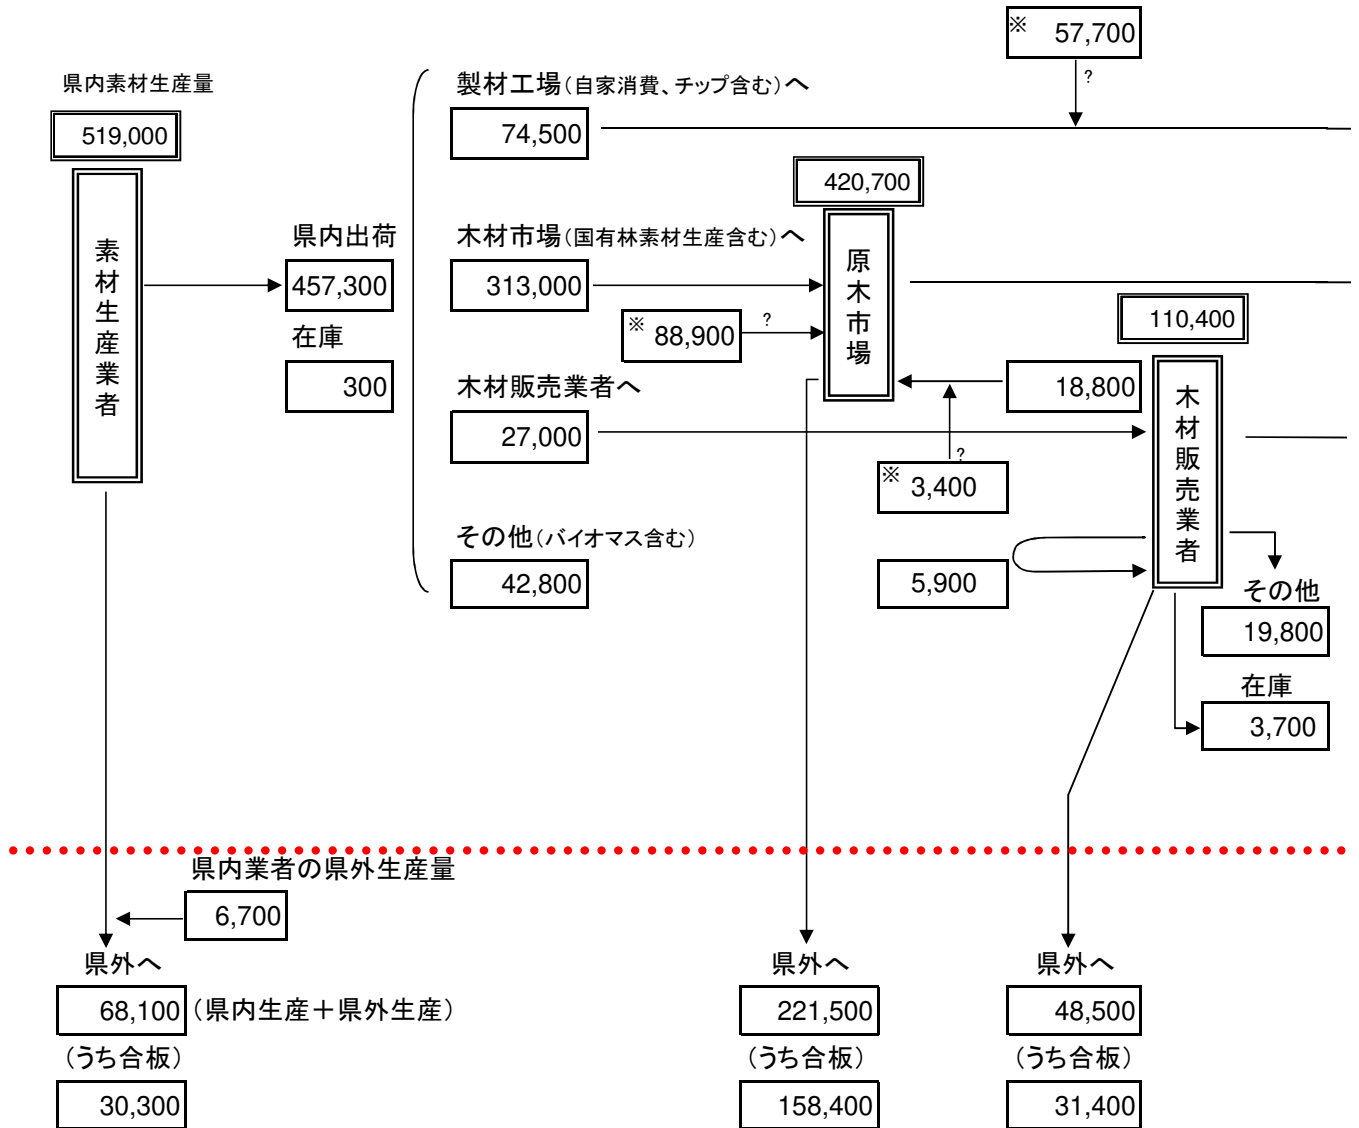 ※ 57,700
?
県内素材生産量
519,000
製材工場(自家消費、チップ含む)へ
74,500
420,700
素材生産業者
県内出荷
457,300
在庫
300
木材市場(国有林素材生産含む)へ
313,000
※ 88,900
?
原木市場
110,400
木材販売業者へ
27,000
18,800
?
※ 3,400
木材販売業者
その他(バイオマス含む)
42,800
5,900
その他
19,800
在庫
3,700
県内業者の県外生産量
6,700
県外へ
68,100 (県内生産+県外生産)
(うち合板)
30,300
県外へ
221,500
(うち合板)
158,400
県外へ
48,500
(うち合板)
31,400